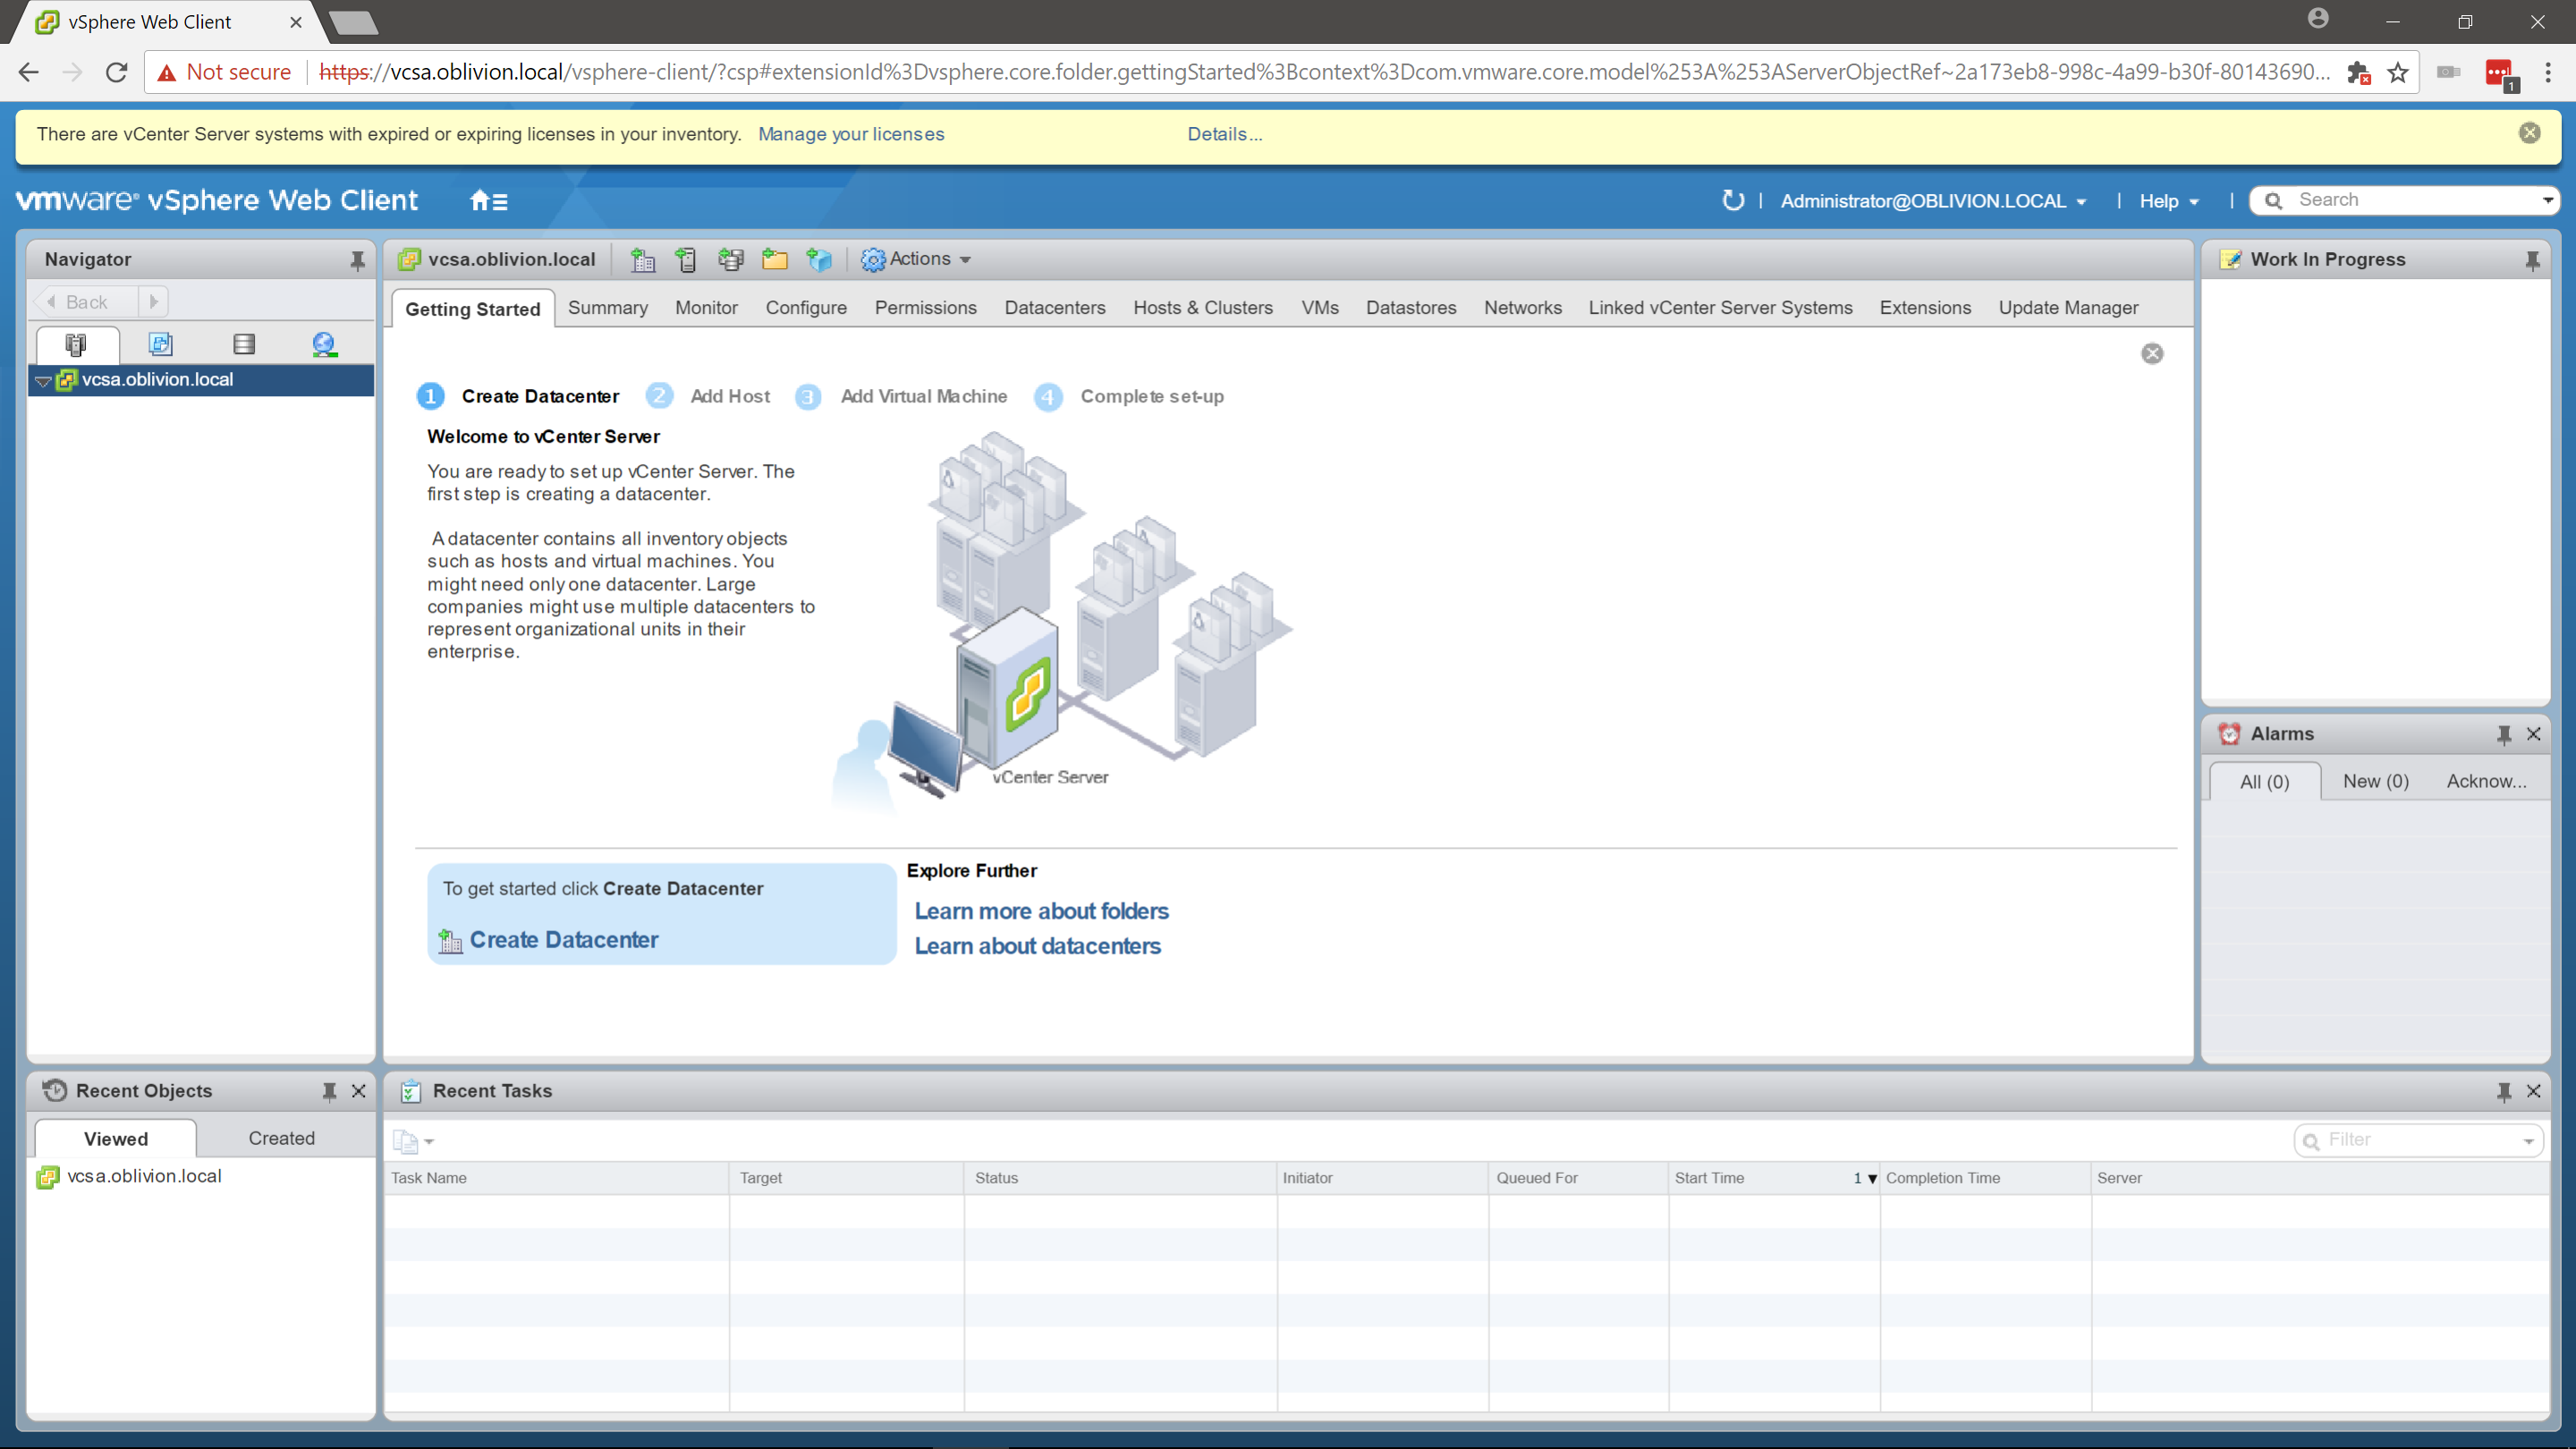 vSphere Web Client
Not secure
https://vcsa.oblivion.local/vsphere-client/?csp#extensionId%3Dvsphere.core.folder.gettingStarted%3Bcontext%3Dcom.vmware.core.model%253A%253AServerObjectRef~2a173eb8-998c-4a99-b30f-80143690...
1
There are vCenter Server systems with expired or expiring licenses in your inventory. Manage your licenses Details...
vmware® vSphere Web Client
Administrator@OBLIVION.LOCAL | Help | Search
Navigator
Back
vcsa.oblivion.local
vcsa.oblivion.local Actions
Getting Started Summary Monitor Configure Permissions Datacenters Hosts & Clusters VMs Datastores Networks Linked vCenter Server Systems Extensions Update Manager
1 Create Datacenter 2 Add Host 3 Add Virtual Machine 4 Complete set-up
Welcome to vCenter Server
You are ready to set up vCenter Server. The
first step is creating a datacenter.
A datacenter contains all inventory objects
such as hosts and virtual machines. You
might need only one datacenter. Large
companies might use multiple datacenters to
represent organizational units in their
enterprise.
vCenter Server
To get started click Create Datacenter
Create Datacenter
Explore Further
Learn more about folders
Learn about datacenters
Work In Progress
Alarms
All (0) New (0) Acknow...
Recent Objects
Viewed Created
vcsa.oblivion.local
Recent Tasks
Filter
Task Name Target Status Initiator Queued For Start Time 1 ▼ Completion Time Server